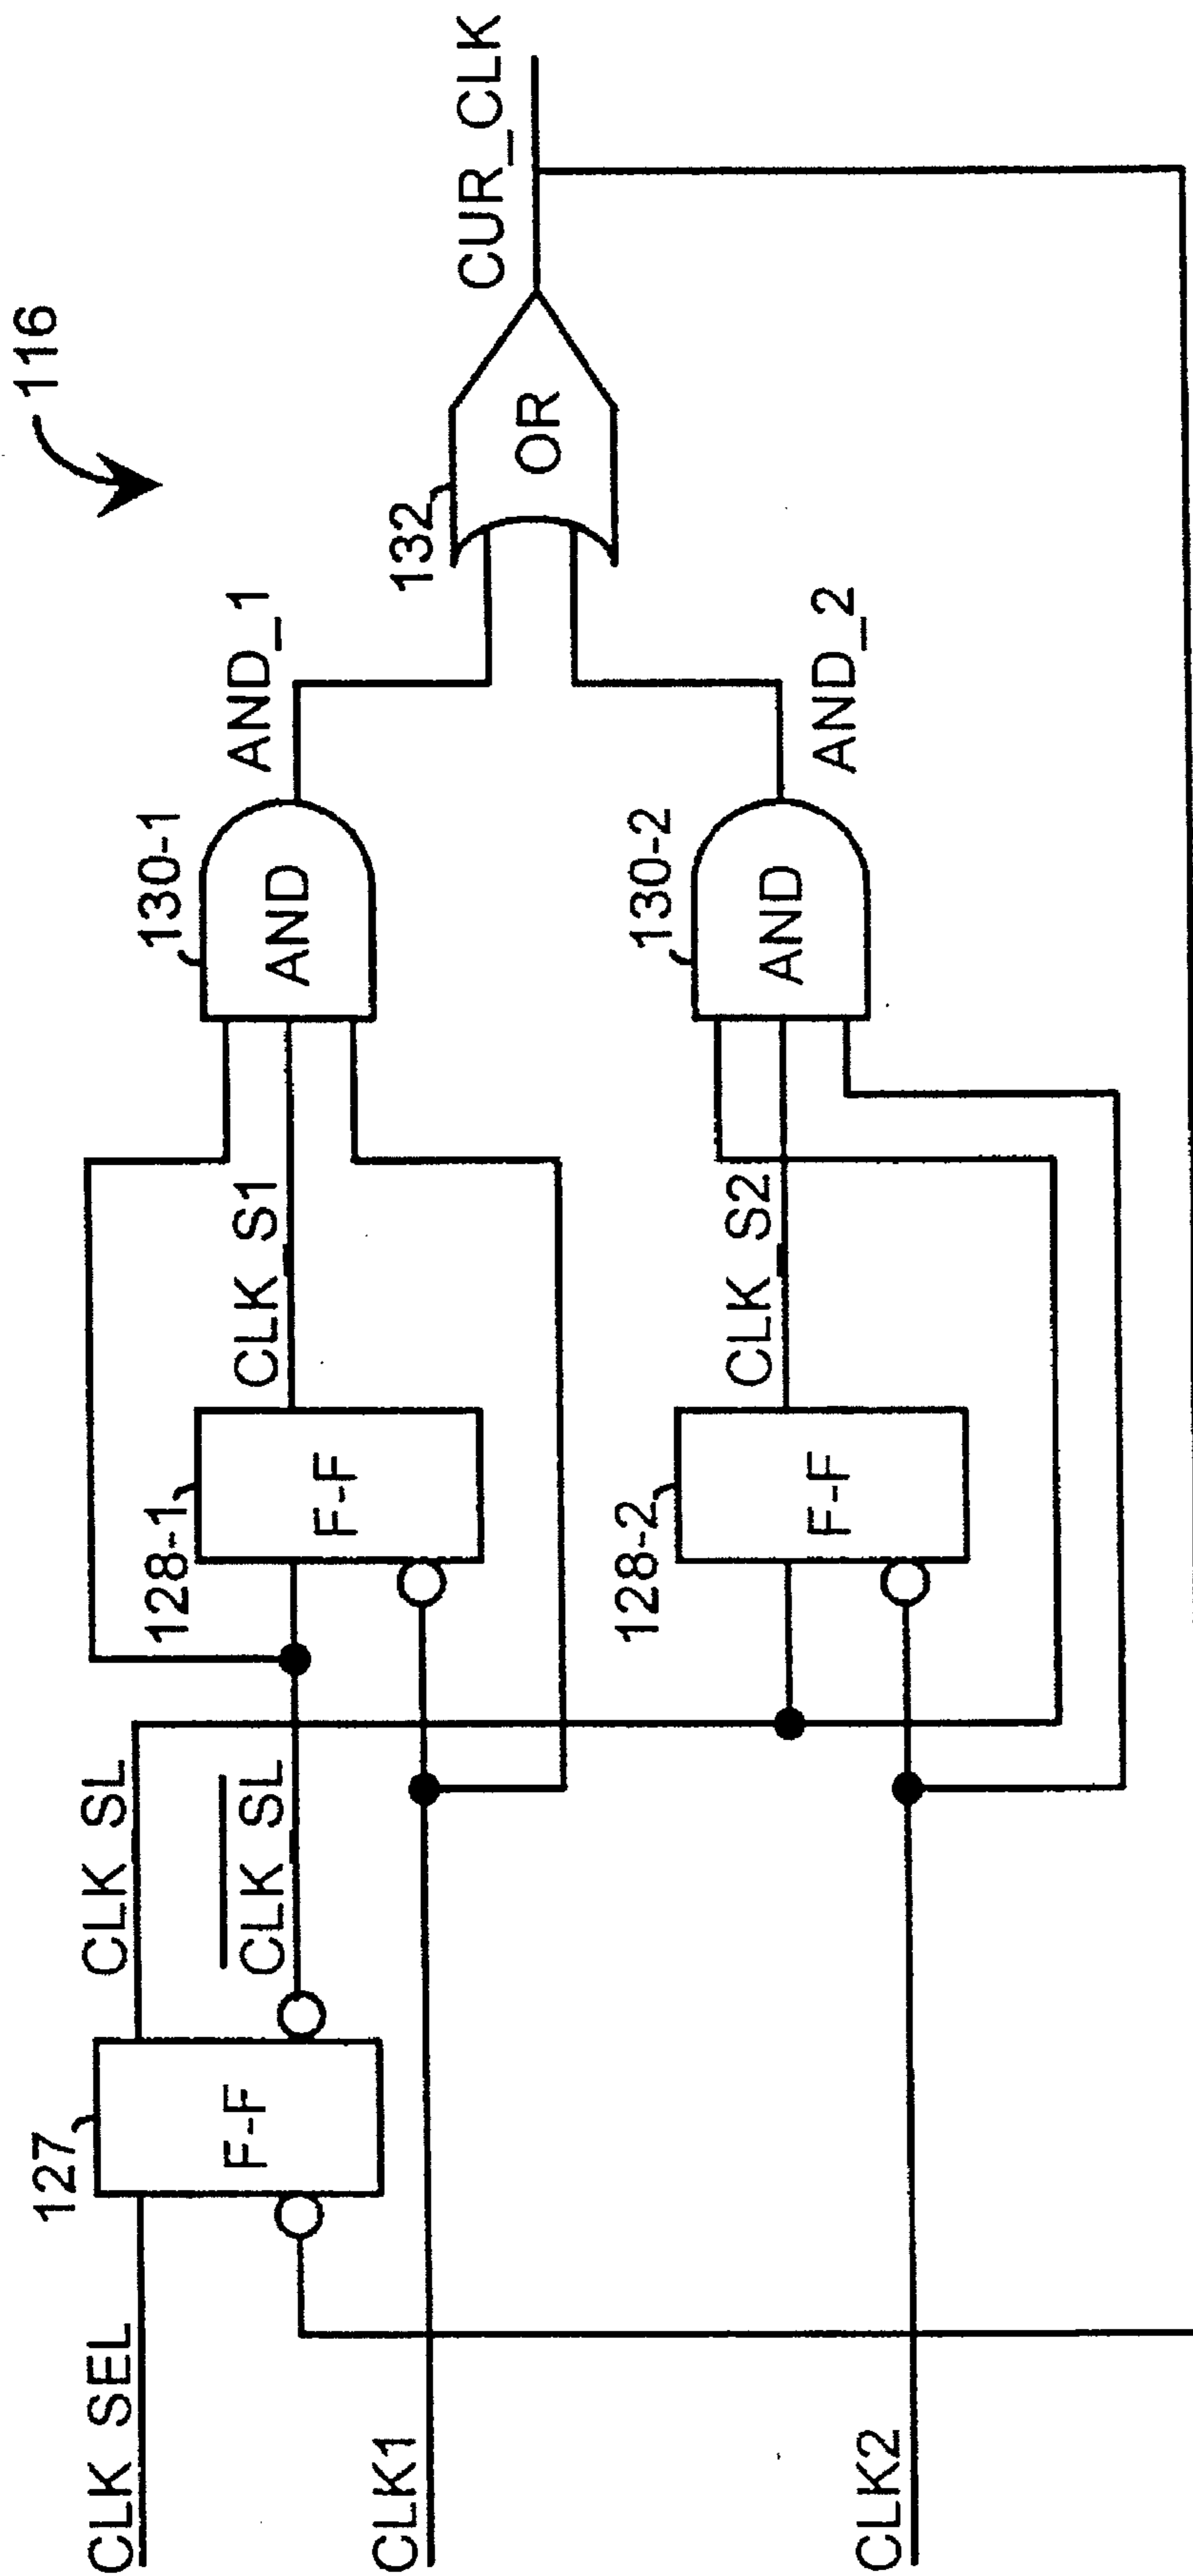 116
CLK_SEL
127
F-F
CLK_SL
CLK_SL
128-1
F-F
CLK_S1
130-1
AND
AND_1
132
OR
CUR_CLK
CLK1
128-2
F-F
CLK_S2
130-2
AND
AND_2
CLK2